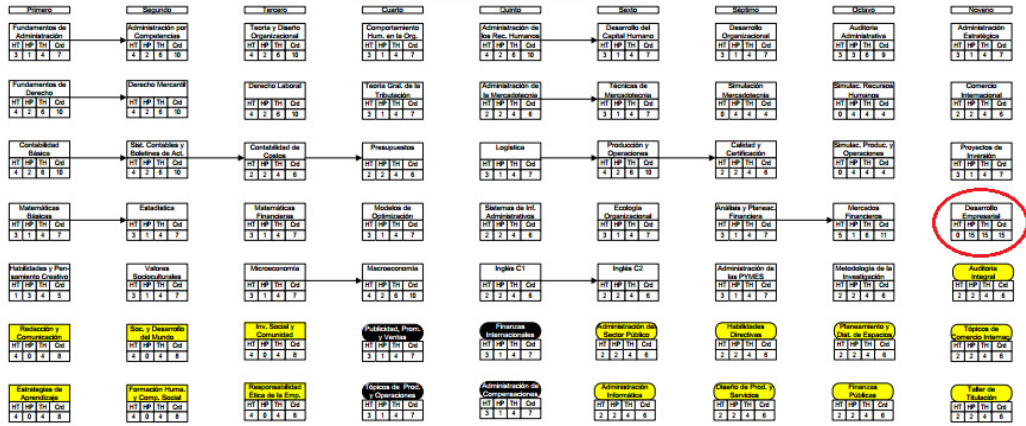 Primero Segundo Tercero Cuarto Quinto Sexto Séptimo Octavo Noveno
Fundamentos de Administración
HT HP TH Crd
3 1 4 7
Administración por Competencias
HT HP TH Crd
4 2 6 10
Teoría y Diseño Organizacional
HT HP TH Crd
4 2 6 10
Comportamiento Hum. en la Org.
HT HP TH Crd
3 1 4 7
Administración de los Rec. Humanos
HT HP TH Crd
4 2 6 10
Desarrollo del Capital Humano
HT HP TH Crd
3 1 4 7
Desarrollo Organizacional
HT HP TH Crd
3 1 4 7
Auditoria Administrativa
HT HP TH Crd
3 3 6 9
Administración Estratégica
HT HP TH Crd
3 1 4 7
Fundamentos de Derecho
HT HP TH Crd
4 2 6 10
Derecho Mercantil
HT HP TH Crd
4 2 6 10
Derecho Laboral
HT HP TH Crd
4 2 6 10
Teoría Gral. de la Tributación
HT HP TH Crd
3 1 4 7
Administración de la Mercadotecnia
HT HP TH Crd
2 2 4 6
Técnicas de Mercadotecnia
HT HP TH Crd
3 1 4 7
Simulación Mercadotecnia
HT HP TH Crd
0 4 4 4
Simulac. Recursos Humanos
HT HP TH Crd
0 4 4 4
Comercio Internacional
HT HP TH Crd
2 2 4 6
Contabilidad Básica
HT HP TH Crd
4 2 6 10
Sist. Contables y Boletines de Act.
HT HP TH Crd
4 2 6 10
Contabilidad de Costos
HT HP TH Crd
2 2 4 6
Presupuestos
HT HP TH Crd
2 2 4 6
Logística
HT HP TH Crd
3 1 4 7
Producción y Operaciones
HT HP TH Crd
4 2 6 10
Calidad y Certificación
HT HP TH Crd
2 2 4 6
Simulac. Produc. y Operaciones
HT HP TH Crd
0 4 4 4
Proyectos de Inversión
HT HP TH Crd
3 1 4 7
Matemáticas Básicas
HT HP TH Crd
3 1 4 7
Estadística
HT HP TH Crd
3 1 4 7
Matemáticas Financieras
HT HP TH Crd
3 1 4 7
Modelos de Optimización
HT HP TH Crd
3 1 4 7
Sistemas de Inf. Administrativos
HT HP TH Crd
2 2 4 6
Ecología Organizacional
HT HP TH Crd
3 1 4 7
Análisis y Planeac. Financiera
HT HP TH Crd
3 1 4 7
Mercados Financieros
HT HP TH Crd
5 1 6 11
Desarrollo Empresarial
HT HP TH Crd
0 15 15 15
Habilidades y Pensamiento Creativo
HT HP TH Crd
1 3 4 5
Valores Socioculturales
HT HP TH Crd
3 1 4 7
Microeconomía
HT HP TH Crd
3 1 4 7
Macroeconomía
HT HP TH Crd
4 2 6 10
Inglés C1
HT HP TH Crd
2 2 4 6
Inglés C2
HT HP TH Crd
2 2 4 6
Administración de las PYMES
HT HP TH Crd
3 1 4 7
Metodología de la Investigación
HT HP TH Crd
2 2 4 6
Auditoria Integral
HT HP TH Crd
2 2 4 6
Redacción y Comunicación
HT HP TH Crd
4 0 4 8
Soc. y Desarrollo del Mundo
HT HP TH Crd
4 0 4 8
Inv. Social y Comunidad
HT HP TH Crd
4 0 4 8
Publicidad, Prom. y Ventas
HT HP TH Crd
3 1 4 7
Finanzas Internacionales
HT HP TH Crd
3 1 4 7
Administración del Sector Público
HT HP TH Crd
2 2 4 6
Habilidades Directivas
HT HP TH Crd
2 2 4 6
Planeamiento y Dist. de Espacios
HT HP TH Crd
2 2 4 6
Tópicos de Comercio Internac.
HT HP TH Crd
2 2 4 6
Estrategias de Aprendizaje
HT HP TH Crd
4 0 4 8
Formación Huma. y Comp. Social
HT HP TH Crd
4 0 4 8
Responsabilidad Ética de la Emp.
HT HP TH Crd
4 0 4 8
Tópicos de Prod. y Operaciones
HT HP TH Crd
3 1 4 7
Administración de Compensaciones
HT HP TH Crd
3 1 4 7
Administración Informática
HT HP TH Crd
2 2 4 6
Diseño de Prod. y Servicios
HT HP TH Crd
2 2 4 6
Finanzas Públicas
HT HP TH Crd
2 2 4 6
Taller de Titulación
HT HP TH Crd
2 2 4 6